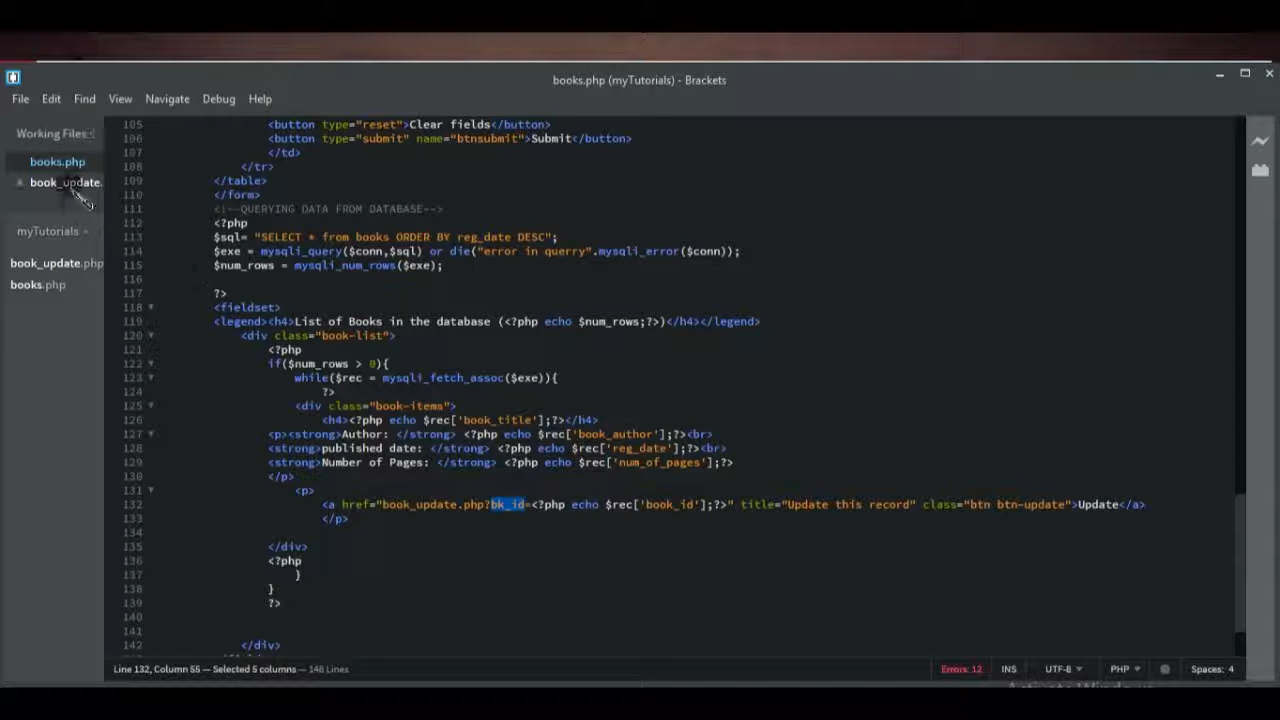 books.php (myTutorials) - Brackets
File Edit Find View Navigate Debug Help
Working Files
books.php
book_update.
myTutorials
book_update.php
books.php
105 <button type="reset">Clear fields</button>
106 <button type="submit" name="btnsubmit">Submit</button>
107 </td>
108 </tr>
109 </table>
110 </form>
111 <!--QUERYING DATA FROM DATABASE-->
112 <?php
113 $sql= "SELECT * from books ORDER BY reg_date DESC";
114 $exe = mysqli_query($conn,$sql) or die("error in querry".mysqli_error($conn));
115 $num_rows = mysqli_num_rows($exe);
116
117 ?>
118 <fieldset>
119 <legend><h4>List of Books in the database (<?php echo $num_rows;?>)</h4></legend>
120 <div class="book-list">
121 <?php
122 if($num_rows > 0){
123 while($rec = mysqli_fetch_assoc($exe)){
124 ?>
125 <div class="book-items">
126 <h4><?php echo $rec['book_title'];?></h4>
127 <p><strong>Author: </strong> <?php echo $rec['book_author'];?><br>
128 <strong>published date: </strong> <?php echo $rec['reg_date'];?><br>
129 <strong>Number of Pages: </strong> <?php echo $rec['num_of_pages'];?>
130 </p>
131 <p>
132 <a href="book_update.php?bk_id=<?php echo $rec['book_id'];?>" title="Update this record" class="btn btn-update">Update</a>
133 </p>
134
135 </div>
136 <?php
137 }
138 }
139 ?>
140
141
142 </div>
Line 132, Column 55 — Selected 5 columns — 148 Lines
Errors: 12 INS UTF-8 PHP Spaces: 4